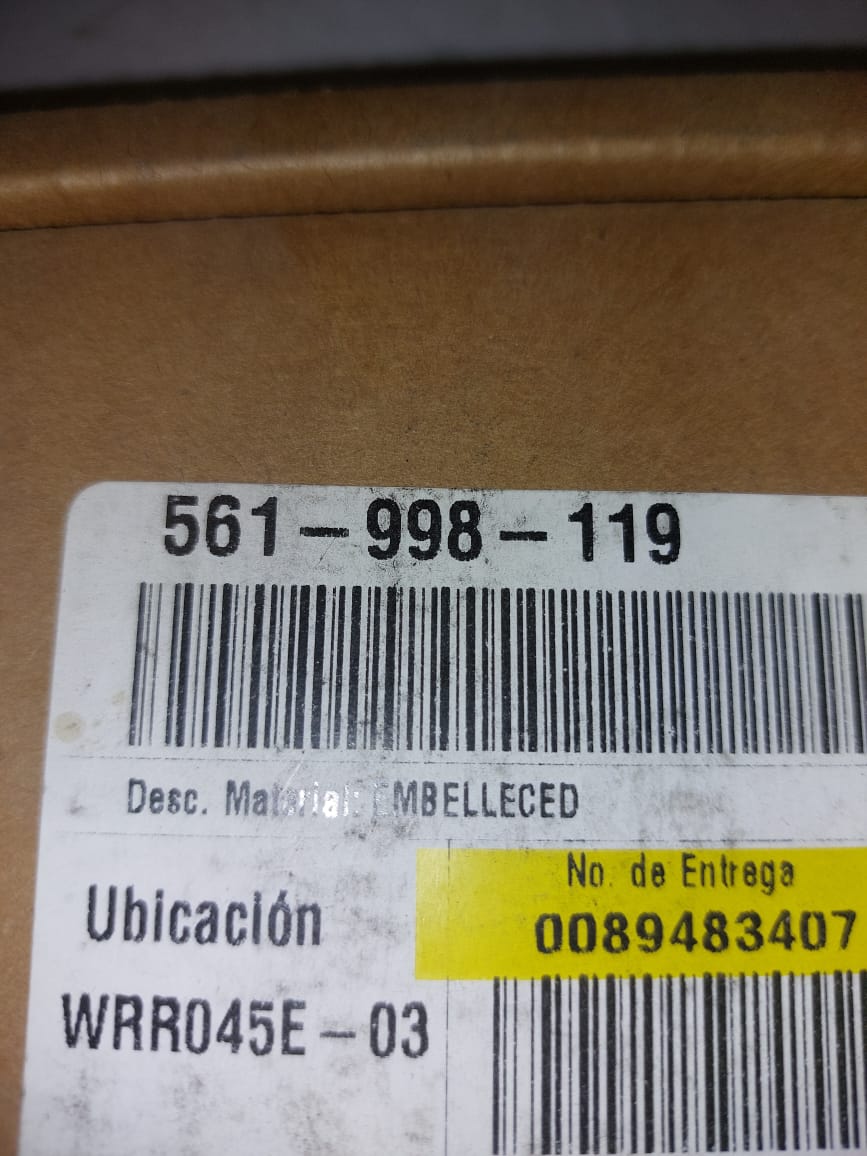 561-998-119
Desc. Material: EMBELLECED
No. de Entrega
0089483407
Ubicación
WRR045E-03